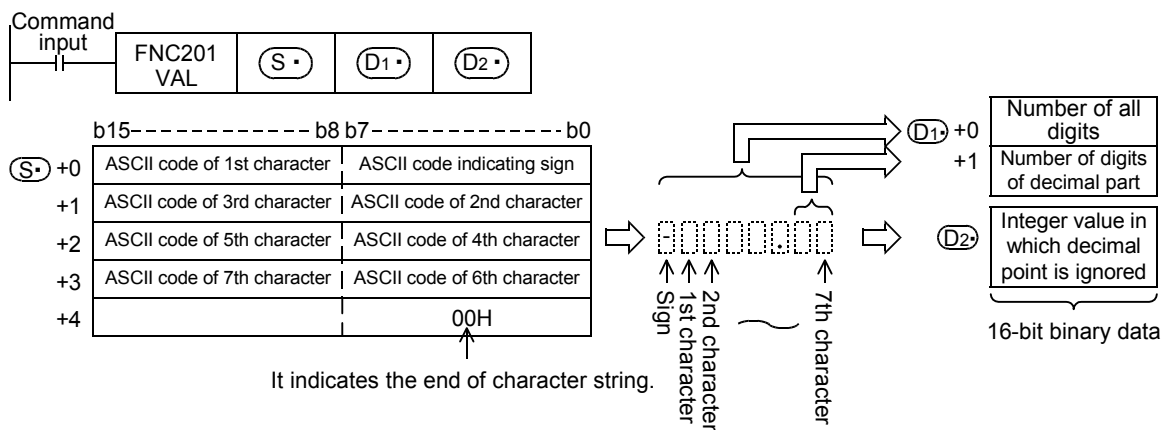 Command
input
FNC201
VAL
S・
D1・
D2・
b15 b8 b7 b0
S・ +0
ASCII code of 1st character
ASCII code indicating sign
+1
ASCII code of 3rd character
ASCII code of 2nd character
+2
ASCII code of 5th character
ASCII code of 4th character
+3
ASCII code of 7th character
ASCII code of 6th character
+4
00H
It indicates the end of character string.
- .
Sign
1st character
2nd character
7th character
D1・ +0
Number of all
digits
+1
Number of digits
of decimal part
D2・
Integer value in
which decimal
point is ignored
16-bit binary data